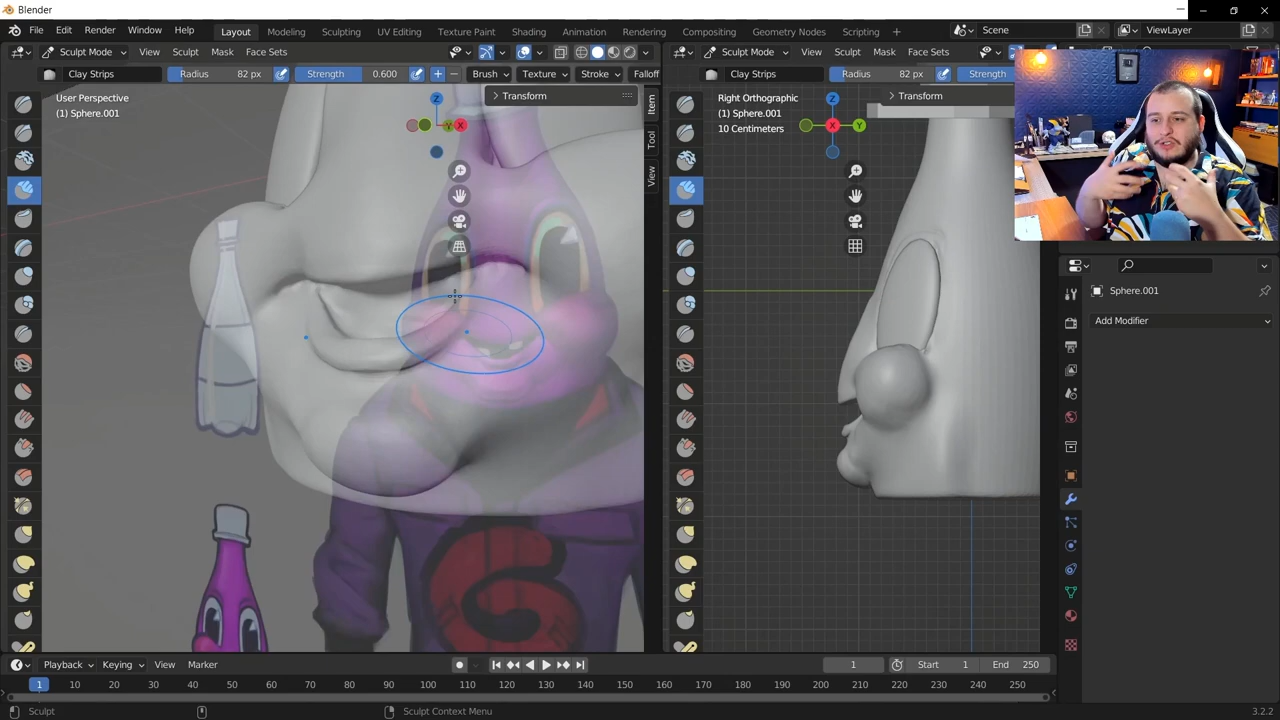 Blender
File Edit Render Window Help Layout Modeling Sculpting UV Editing Texture Paint Shading Animation Rendering Compositing Geometry Nodes Scripting + Scene ViewLayer
Sculpt Mode View Sculpt Mask Face Sets
Sculpt Mode View Sculpt Mask Face Sets
Clay Strips Radius 82 px Strength 0.600 Brush Texture Stroke Falloff
Clay Strips Radius 82 px Strength
User Perspective
(1) Sphere.001
Transform
Z
Y
X
Item
Tool
View
Right Orthographic
(1) Sphere.001
10 Centimeters
Transform
Z
X
Y
Sphere.001
Add Modifier
Playback Keying View Marker 1 Start 1 End 250
1 10 20 30 40 50 60 70 80 90 100 110 120 130 140 150 160 170 180 190 200 210 220 230 240 250
Sculpt Sculpt Context Menu 3.2.2